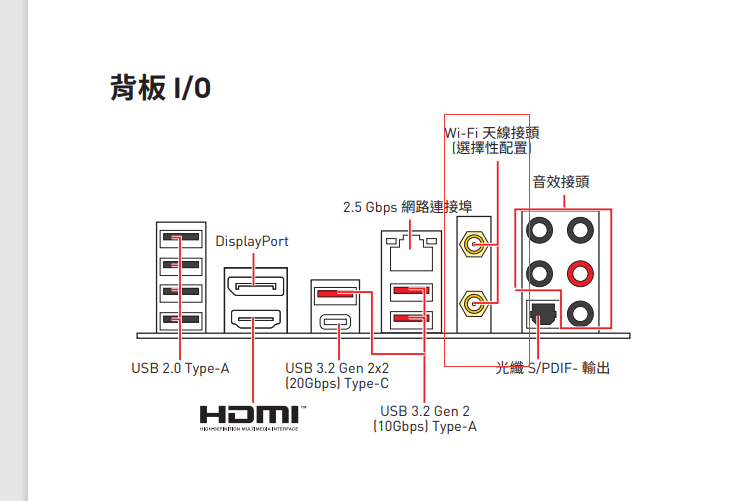 背板 I/O
Wi-Fi 天線接頭
(選擇性配置)
音效接頭
2.5 Gbps 網路連接埠
DisplayPort
USB 2.0 Type-A
USB 3.2 Gen 2x2
(20Gbps) Type-C
光纖 S/PDIF- 輸出
HDMI™
HIGH-DEFINITION MULTIMEDIA INTERFACE
USB 3.2 Gen 2
(10Gbps) Type-A